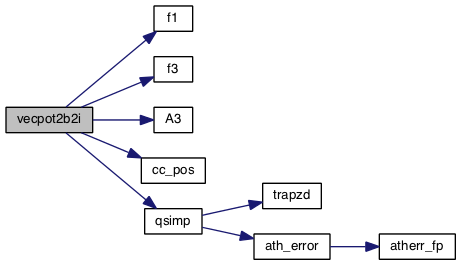 f1
f3
vecpot2b2i
A3
cc_pos
trapzd
qsimp
ath_error
atherr_fp